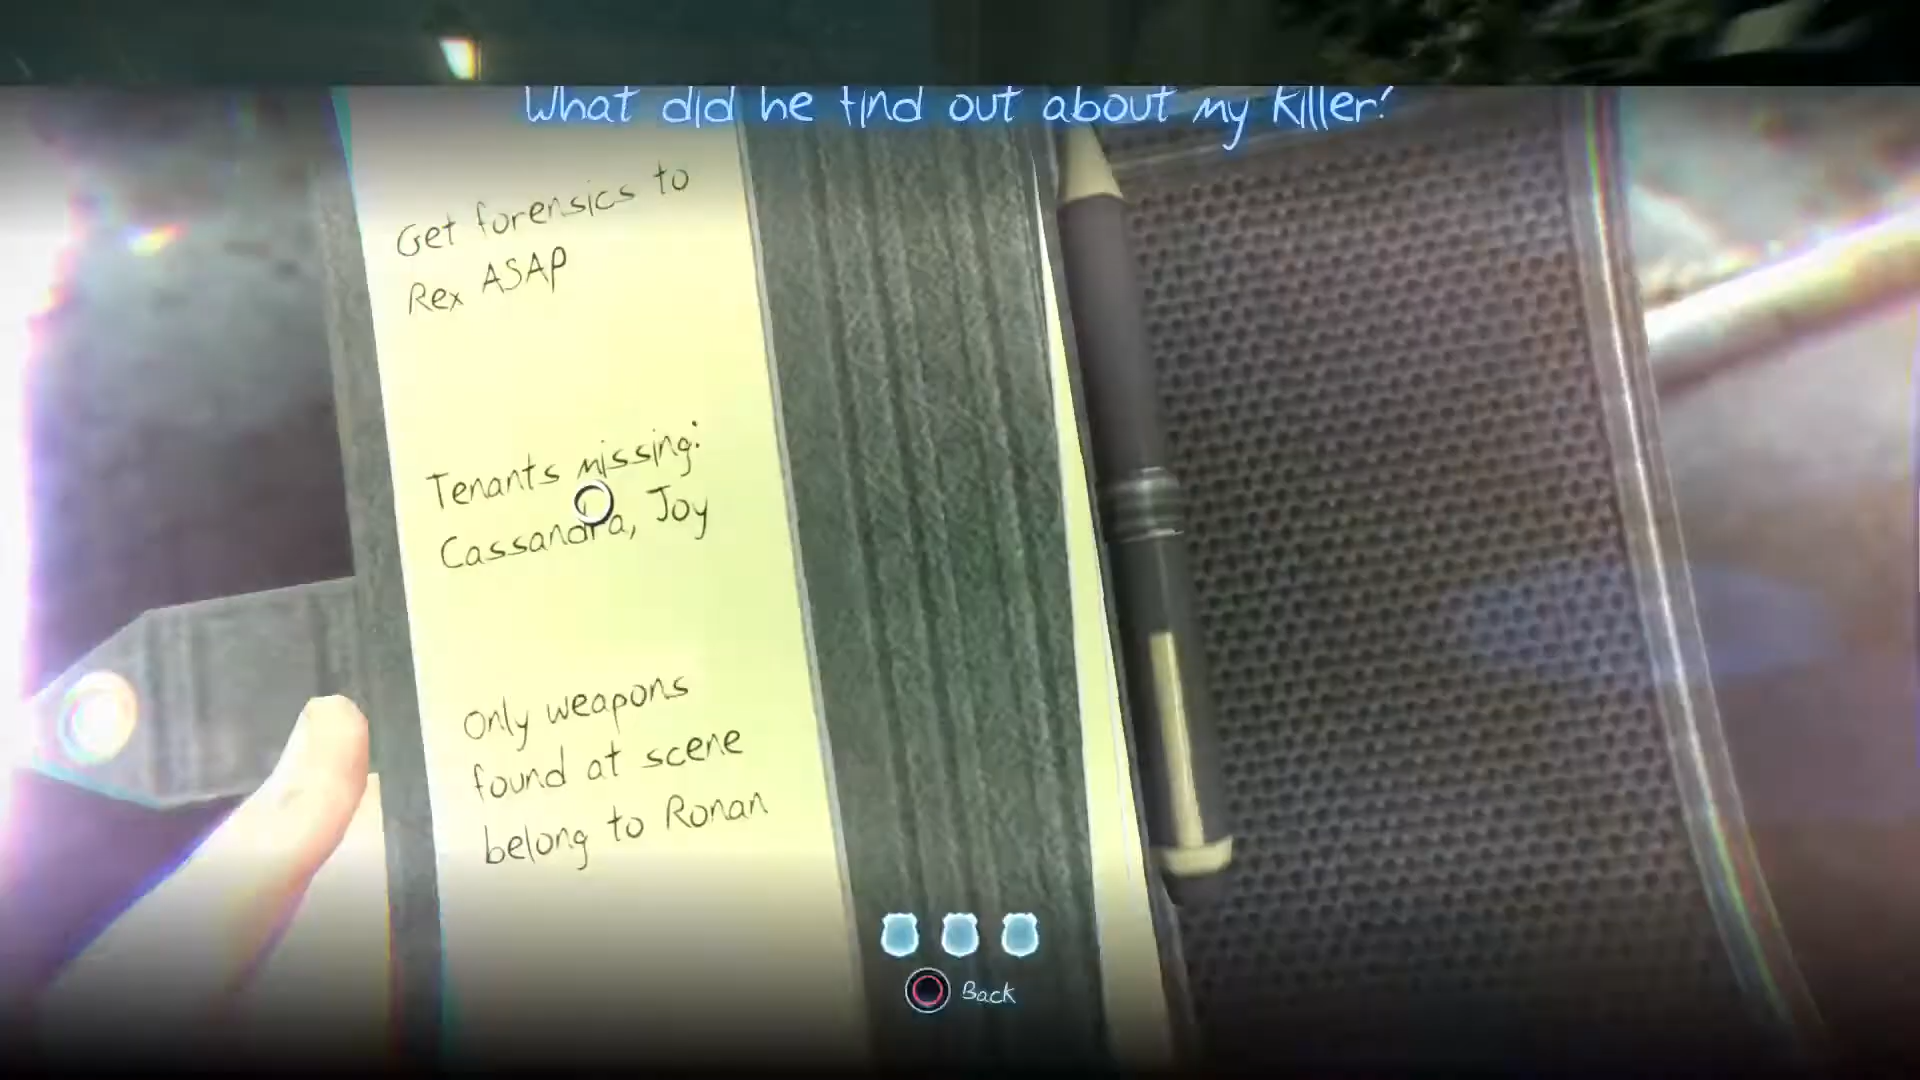 What did he find out about my killer?
Get forensics to
Rex ASAP
Tenants missing:
Cassandra, Joy
Only weapons
found at scene
belong to Ronan
Back